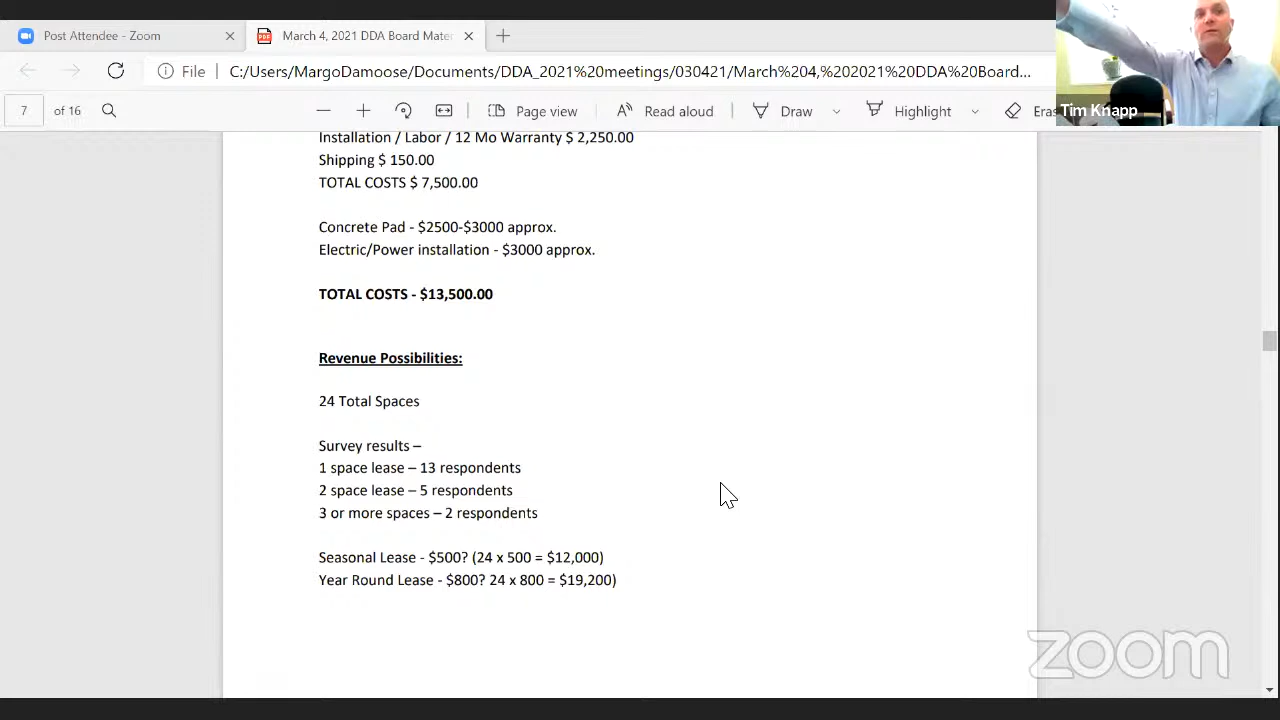 Post Attendee - Zoom
March 4, 2021 DDA Board Mater
File
C:/Users/MargoDamoose/Documents/DDA_2021%20meetings/030421/March%204,%202021%20DDA%20Board...
7 of 16
Page view
Read aloud
Draw
Highlight
Eras
Tim Knapp
Installation / Labor / 12 Mo Warranty $ 2,250.00
Shipping $ 150.00
TOTAL COSTS $ 7,500.00
Concrete Pad - $2500-$3000 approx.
Electric/Power installation - $3000 approx.
TOTAL COSTS - $13,500.00
Revenue Possibilities:
24 Total Spaces
Survey results –
1 space lease – 13 respondents
2 space lease – 5 respondents
3 or more spaces – 2 respondents
Seasonal Lease - $500? (24 x 500 = $12,000)
Year Round Lease - $800? 24 x 800 = $19,200)
zoom